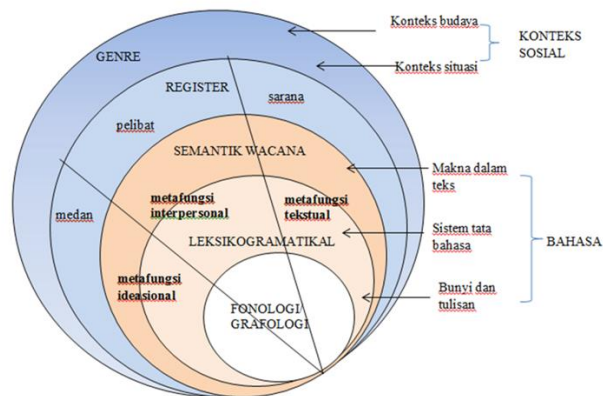 Konteks budaya
KONTEKS
SOSIAL
GENRE
Konteks situasi
REGISTER
sarana
pelibat
SEMANTIK WACANA
Makna dalam
teks
metafungsi
interpersonal
metafungsi
tekstual
medan
Sistem tata
bahasa
LEKSIKOGRAMATIKAL
BAHASA
metafungsi
ideasional
Bunyi dan
tulisan
FONOLOGI/
GRAFOLOGI